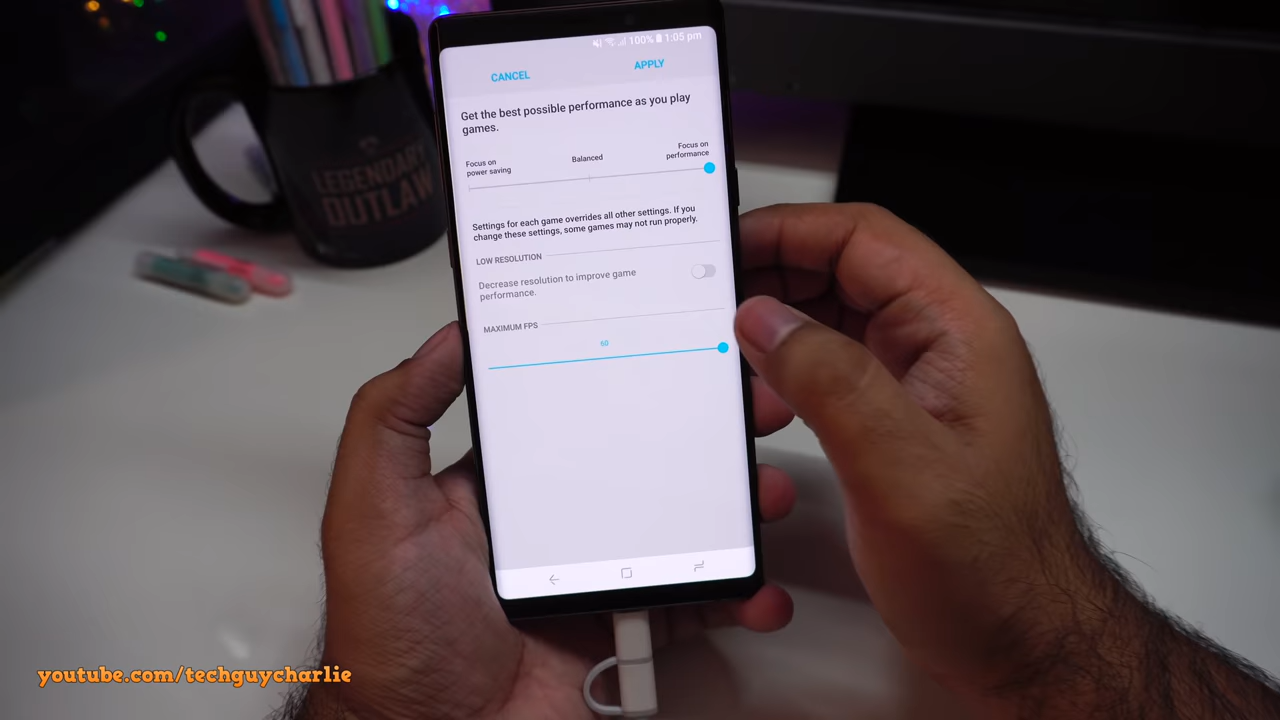 100% 1:05 pm
CANCEL APPLY
Get the best possible performance as you play
games.
Focus on
power saving
Balanced
Focus on
performance
Settings for each game overrides all other settings. If you
change these settings, some games may not run properly.
LOW RESOLUTION
Decrease resolution to improve game
performance.
MAXIMUM FPS
60
LEGENDARY
OUTLAW
youtube.com/techguycharlie